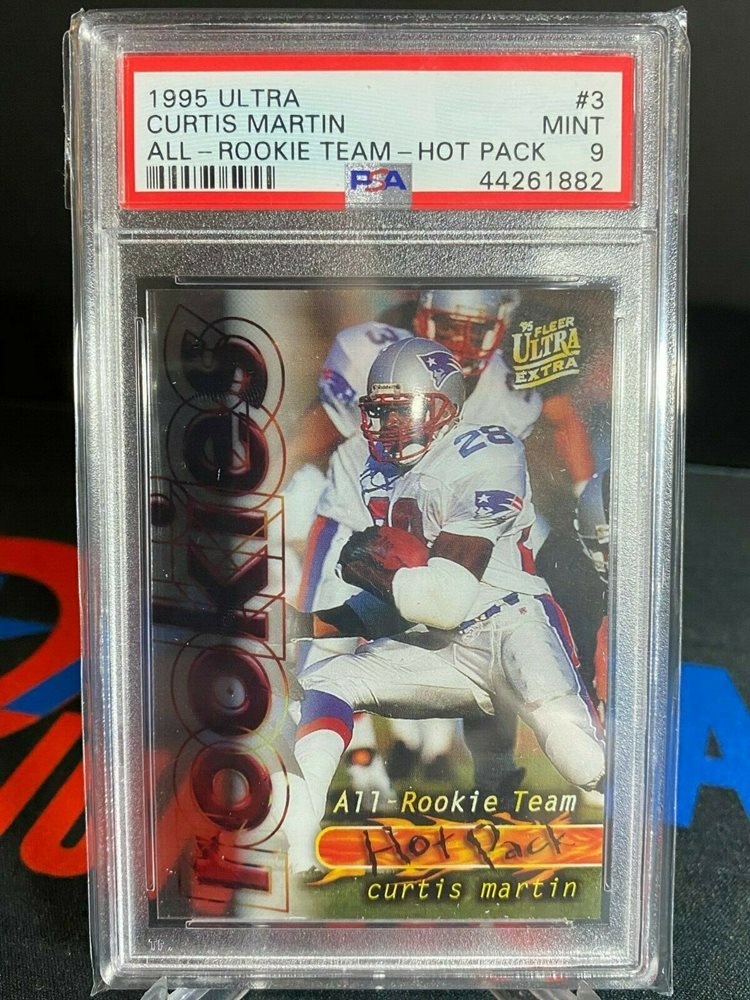 1995 ULTRA #3
CURTIS MARTIN MINT
ALL-ROOKIE TEAM-HOT PACK 9
PSA 44261882
'95 FLEER
ULTRA
EXTRA
rookies
28
All-Rookie Team
Hot Pack
curtis martin